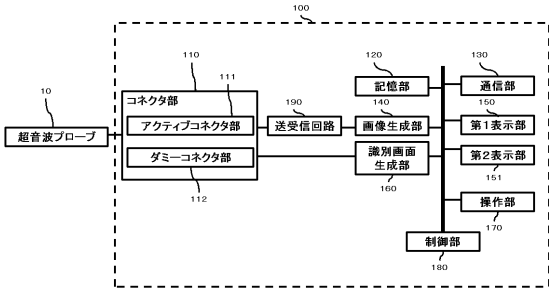 100
110
111
コネクタ部
アクティブコネクタ部
ダミーコネクタ部
112
10
超音波プローブ
190
送受信回路
120
記憶部
140
画像生成部
識別画面
生成部
160
130
通信部
150
第1表示部
第2表示部
151
操作部
170
制御部
180